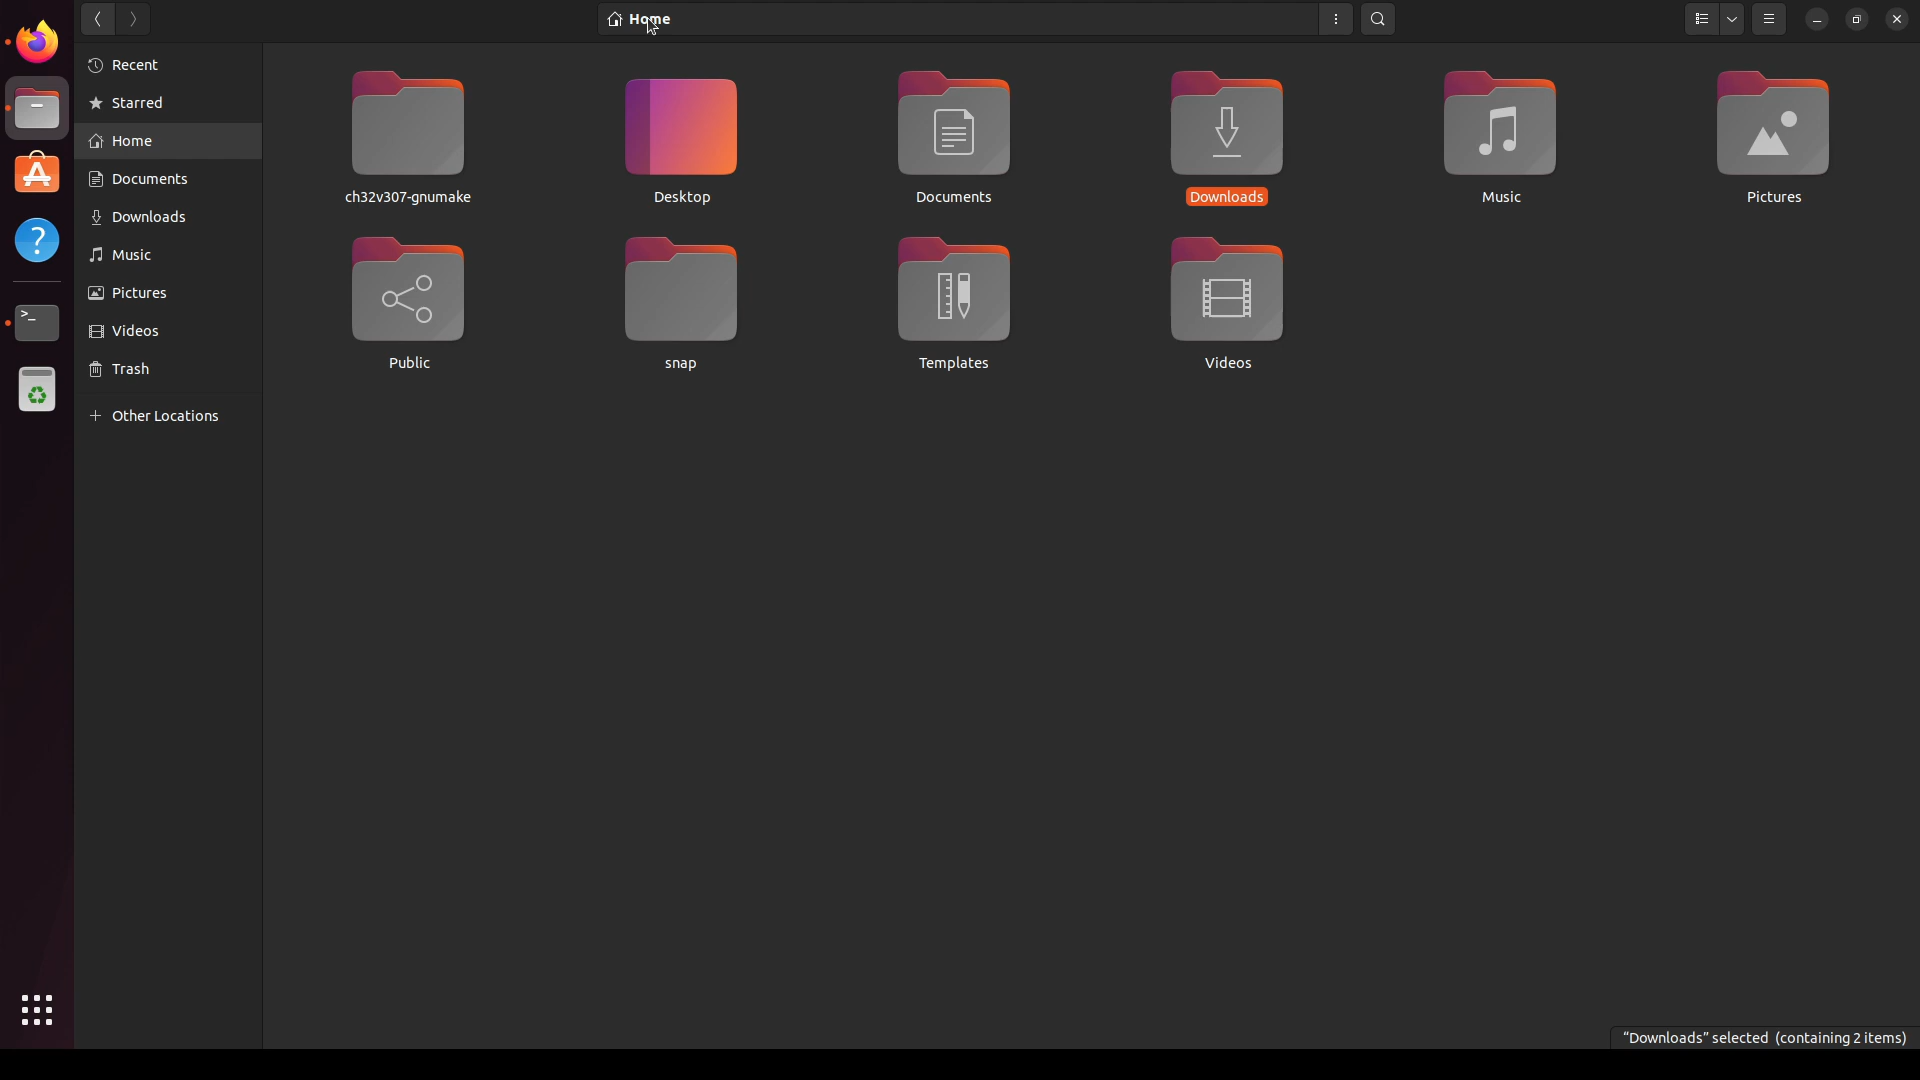 Home
Recent
Starred
Home
Documents
Downloads
Music
Pictures
Videos
Trash
Other Locations
ch32v307-gnumake
Desktop
Documents
Downloads
Music
Pictures
Public
snap
Templates
Videos
“Downloads” selected (containing 2 items)